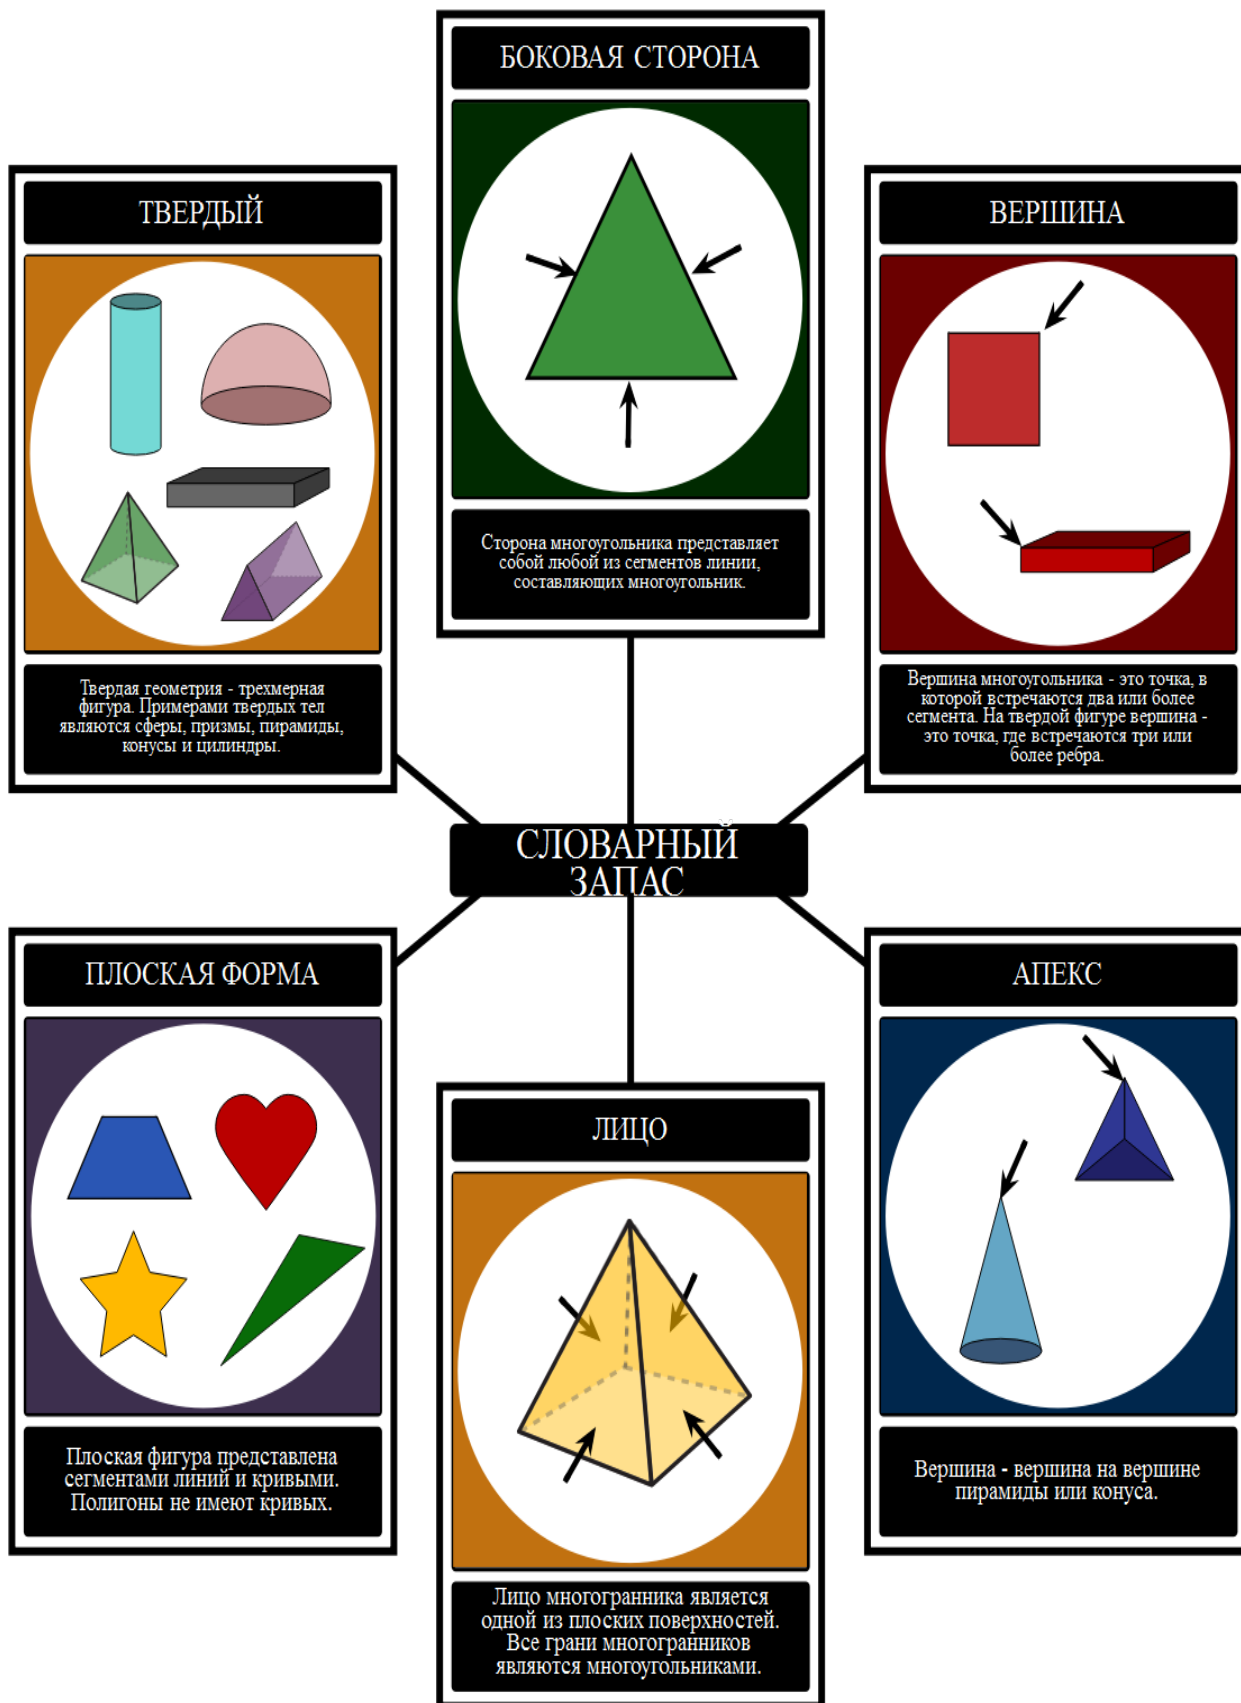 БОКОВАЯ СТОРОНА
Сторона многоугольника представляет
собой любой из сегментов линии,
составляющих многоугольник.
ТВЕРДЫЙ
Твердая геометрия - трехмерная
фигура. Примерами твердых тел
являются сферы, призмы, пирамиды,
конусы и цилиндры.
ВЕРШИНА
Вершина многоугольника - это точка, в
которой встречаются два или более
сегмента. На твердой фигуре вершина -
это точка, где встречаются три или
более ребра.
СЛОВАРНЫЙ
ЗАПАС
ПЛОСКАЯ ФОРМА
Плоская фигура представлена
сегментами линий и кривыми.
Полигоны не имеют кривых.
ЛИЦО
Лицо многогранника является
одной из плоских поверхностей.
Все грани многогранников
являются многоугольниками.
АПЕКС
Вершина - вершина на вершине
пирамиды или конуса.